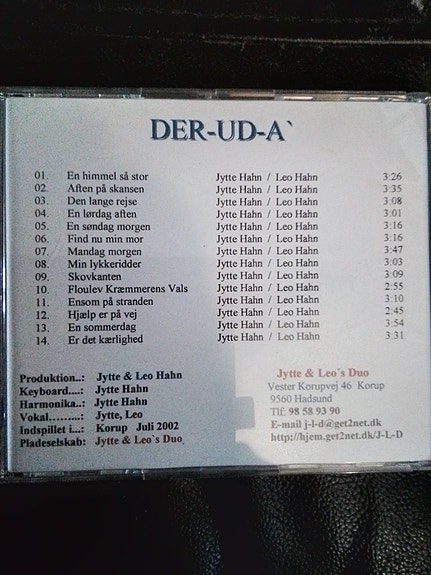 DER-UD-A`
01. En himmel så stor Jytte Hahn / Leo Hahn 3:26
02. Aften på skansen Jytte Hahn / Leo Hahn 3:35
03. Den lange rejse Jytte Hahn / Leo Hahn 3:08
04. En lørdag aften Jytte Hahn / Leo Hahn 3:01
05. En søndag morgen Jytte Hahn / Leo Hahn 3:16
06. Find nu min mor Jytte Hahn / Leo Hahn 3:16
07. Mandag morgen Jytte Hahn / Leo Hahn 3:47
08. Min lykkeridder Jytte Hahn / Leo Hahn 3:03
09. Skovkanten Jytte Hahn / Leo Hahn 3:09
10. Floulev Kræmmerens Vals Jytte Hahn / Leo Hahn 2:55
11. Ensom på stranden Jytte Hahn / Leo Hahn 3:10
12. Hjælp er på vej Jytte Hahn / Leo Hahn 2:45
13. En sommerdag Jytte Hahn / Leo Hahn 3:54
14. Er det kærlighed Jytte Hahn / Leo Hahn 3:31
Produktion..: Jytte & Leo Hahn
Keyboard....: Jytte Hahn
Harmonika..: Jytte Hahn
Vokal.........: Jytte, Leo
Indspillet i...: Korup Juli 2002
Pladeselskab: Jytte & Leo`s Duo
Jytte & Leo´s Duo
Vester Korupvej 46 Korup
9560 Hadsund
Tlf: 98 58 93 90
E-mail j-l-d@get2net.dk
http://hjem.get2net.dk/J-L-D